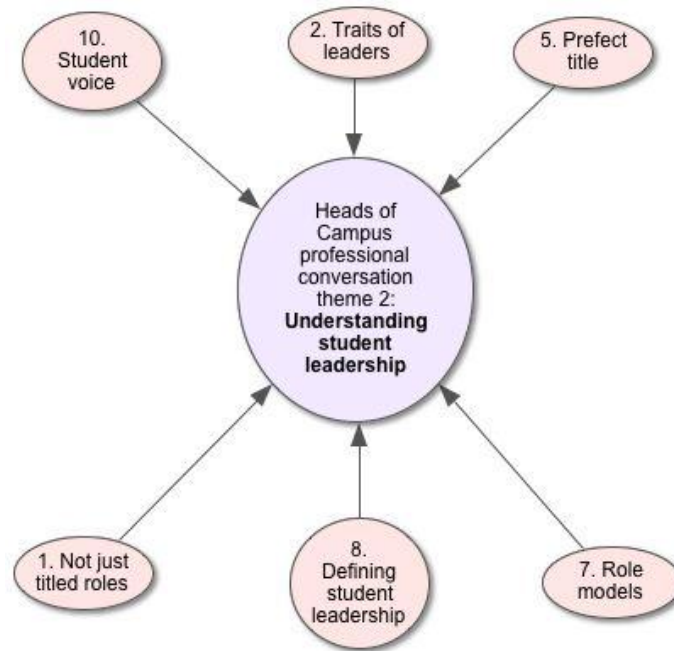 10.
Student
voice
2. Traits of
leaders
5. Prefect
title
Heads of
Campus
professional
conversation
theme 2:
Understanding
student
leadership
1. Not just
titled roles
8.
Defining
student
leadership
7. Role
models